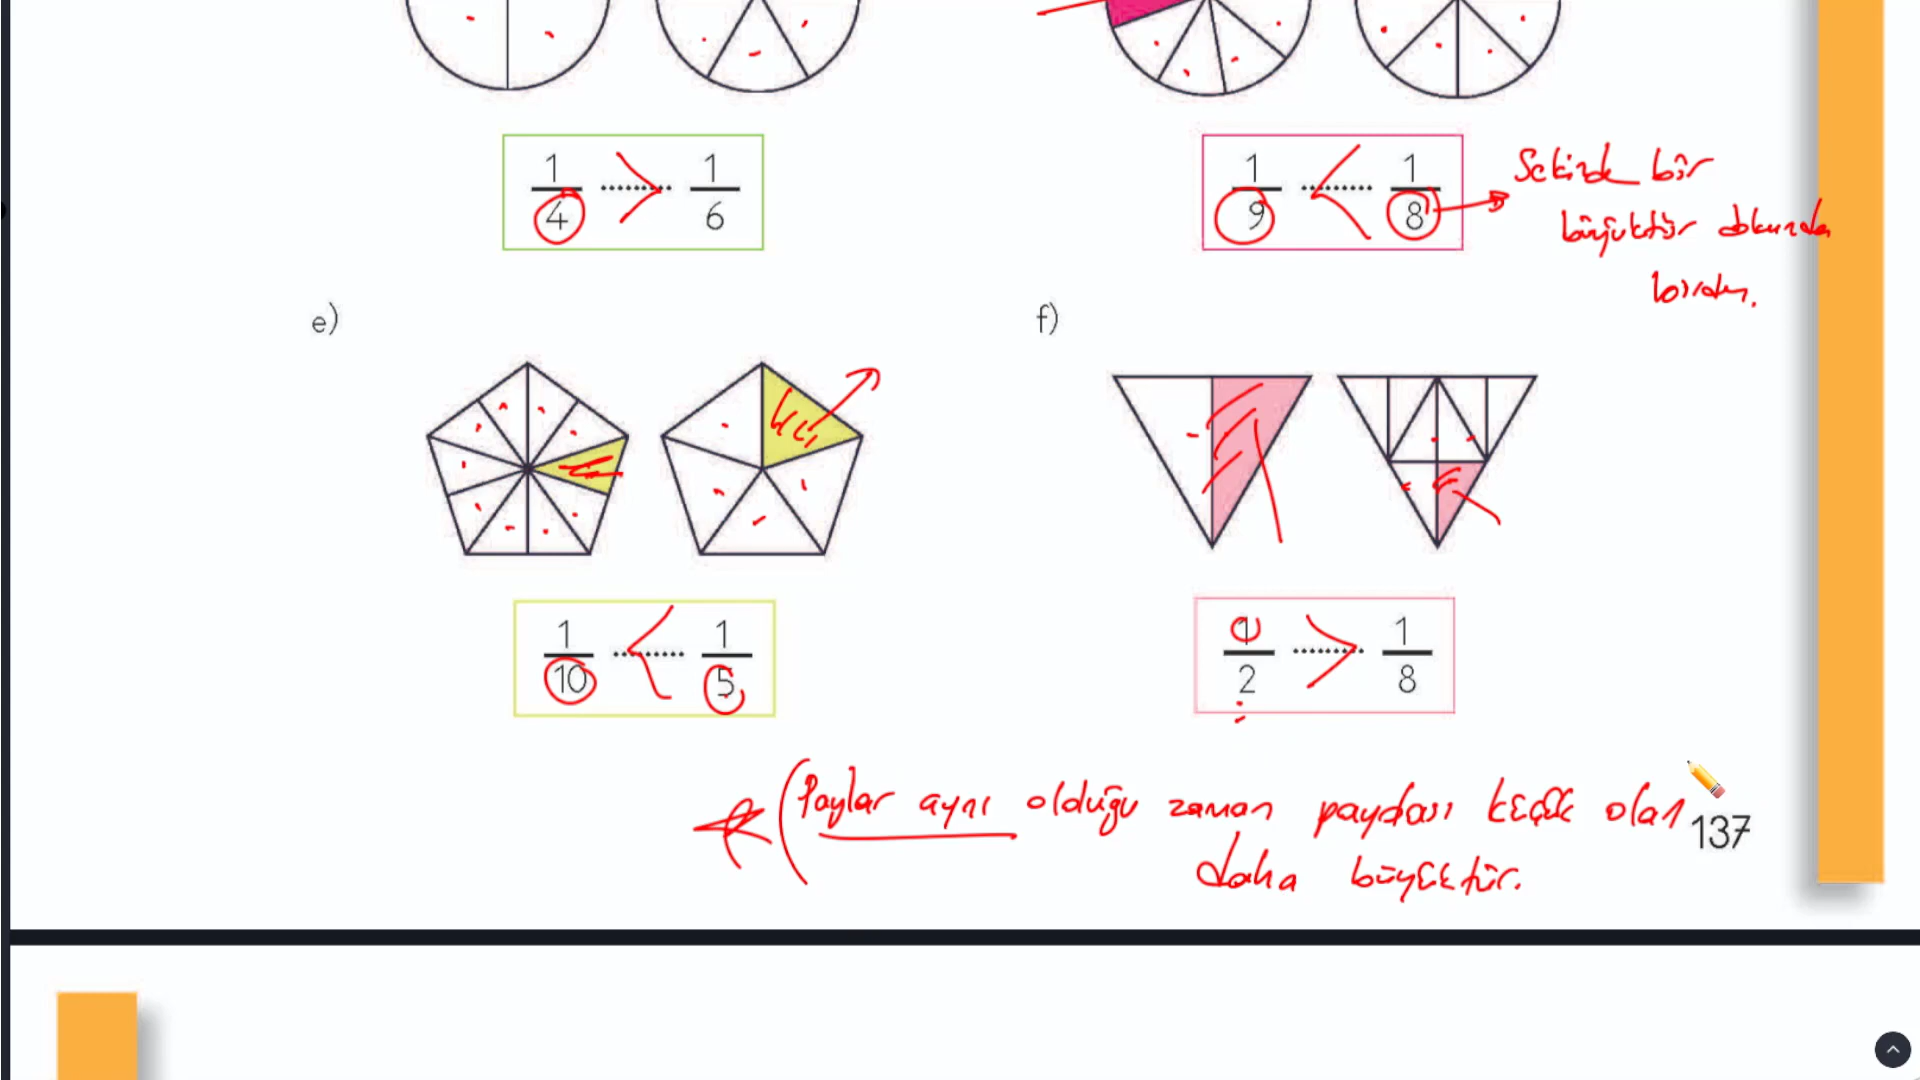 1/4 > 1/6
1/9 < 1/8
Sekizde bir
büyüktür dokuzda
birden.
e)
f)
1/10 < 1/5
1/2 > 1/8
Paylar aynı olduğu zaman paydası küçük olan
137
daha büyüktür.